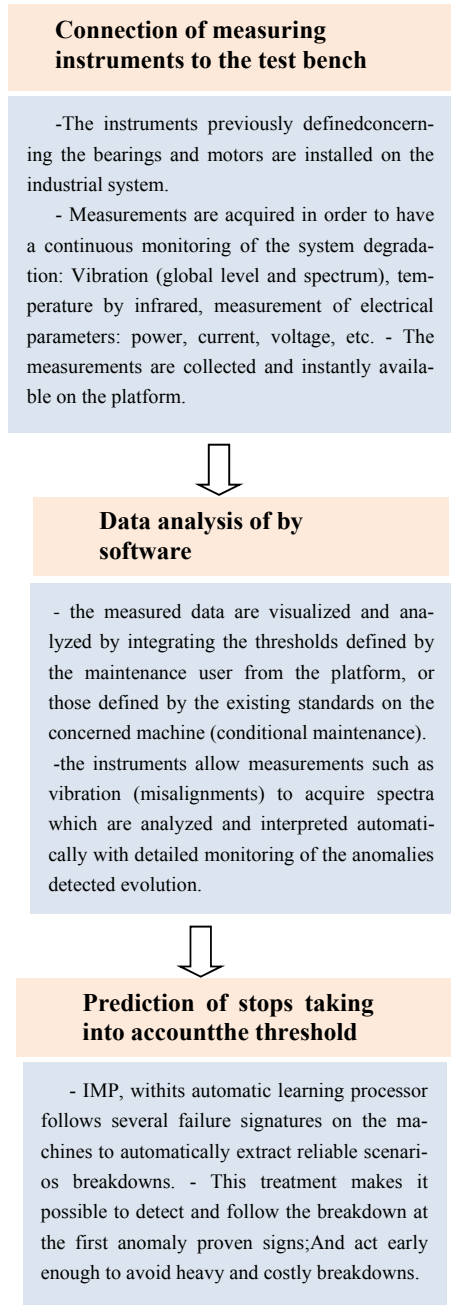 Connection of measuring
instruments to the test bench
-The instruments previously definedconcern-
ing the bearings and motors are installed on the
industrial system.
- Measurements are acquired in order to have
a continuous monitoring of the system degrada-
tion: Vibration (global level and spectrum), tem-
perature by infrared, measurement of electrical
parameters: power, current, voltage, etc. - The
measurements are collected and instantly availa-
ble on the platform.
Data analysis of by
software
- the measured data are visualized and ana-
lyzed by integrating the thresholds defined by
the maintenance user from the platform, or
those defined by the existing standards on the
concerned machine (conditional maintenance).
-the instruments allow measurements such as
vibration (misalignments) to acquire spectra
which are analyzed and interpreted automati-
cally with detailed monitoring of the anomalies
detected evolution.
Prediction of stops taking
into accountthe threshold
- IMP, withits automatic learning processor
follows several failure signatures on the ma-
chines to automatically extract reliable scenari-
os breakdowns. - This treatment makes it
possible to detect and follow the breakdown at
the first anomaly proven signs;And act early
enough to avoid heavy and costly breakdowns.